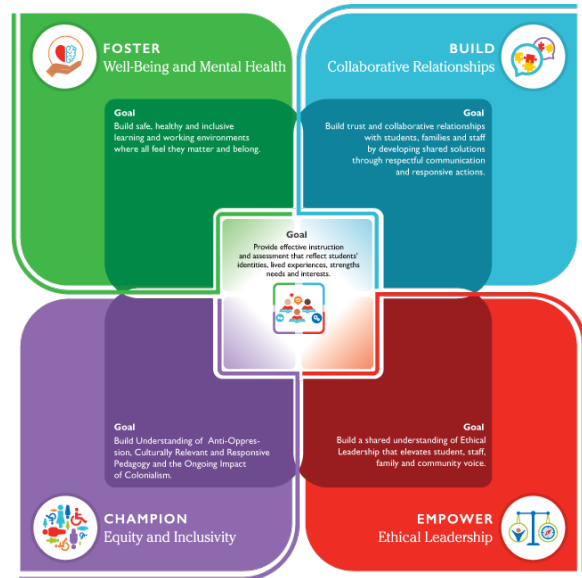 FOSTER
Well-Being and Mental Health
Goal
Build safe, healthy and inclusive
learning and working environments
where all feel they matter and belong.
BUILD
Collaborative Relationships
Goal
Build trust and collaborative relationships
with students, families and staff
by developing shared solutions
through respectful communication
and responsive actions.
Goal
Provide effective instruction
and assessment that reflect students'
identities, lived experiences, strengths
needs and interests.
Goal
Build Understanding of Anti-Oppres-
sion, Culturally Relevant and Responsive
Pedagogy and the Ongoing Impact
of Colonialism.
CHAMPION
Equity and Inclusivity
Goal
Build a shared understanding of Ethical
Leadership that elevates student, staff,
family and community voice.
EMPOWER
Ethical Leadership